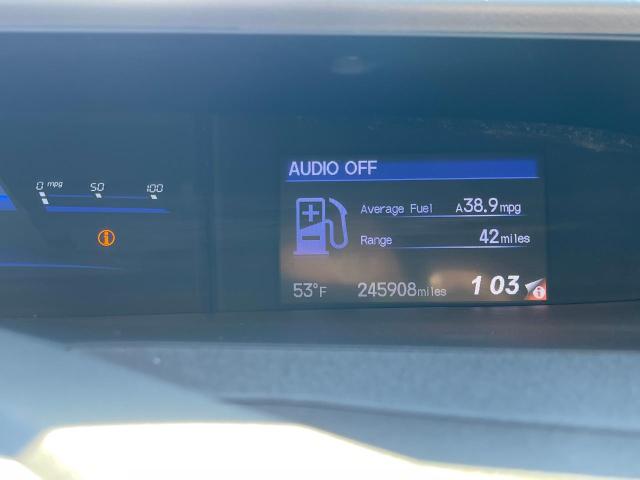 AUDIO OFF
0 mpg 50 100
Average Fuel A38.9mpg
Range 42miles
53°F 245908miles 1 03